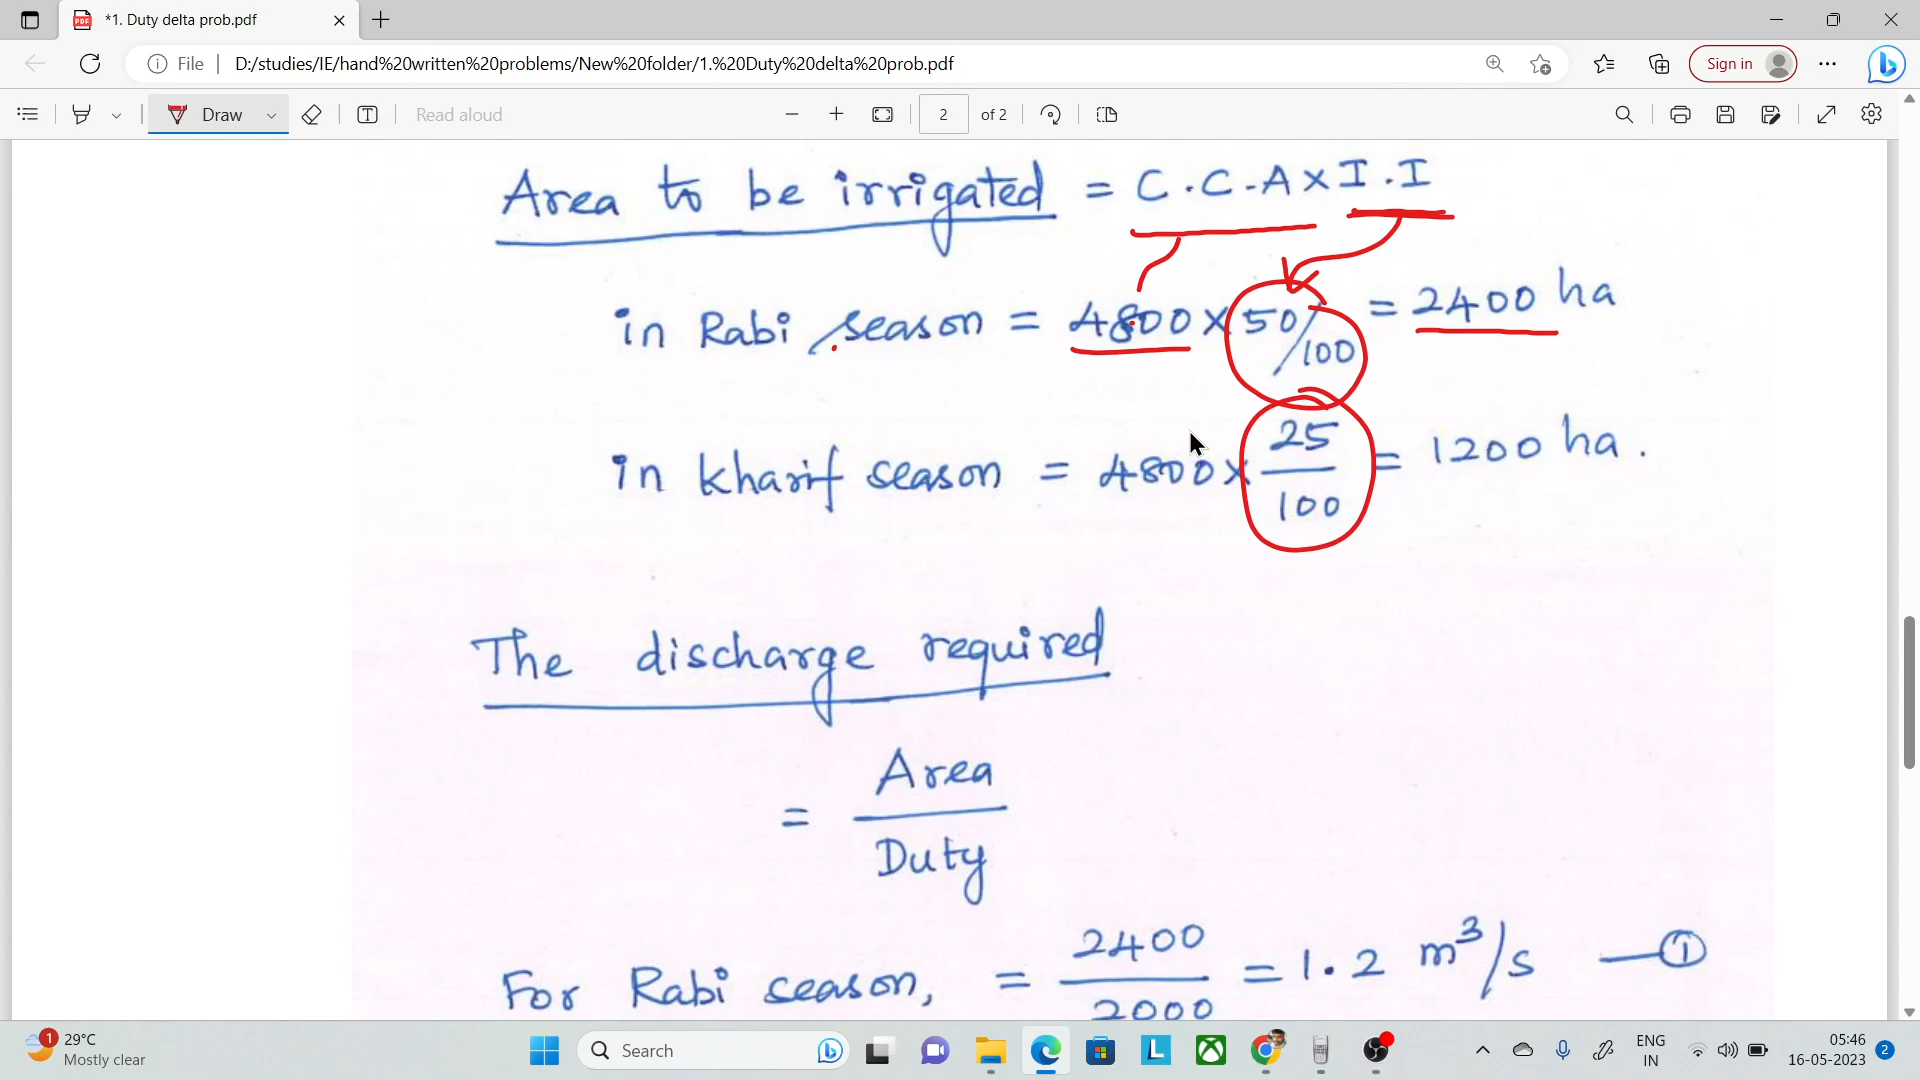 *1. Duty delta prob.pdf
File
D:/studies/IE/hand%20written%20problems/New%20folder/1.%20Duty%20delta%20prob.pdf
Sign in
Draw
Read aloud
2 of 2
Area to be irrigated = C.C.A x I.I
in Rabi season = 4800 x 50/100 = 2400 ha
in kharif season = 4800 x 25/100 = 1200 ha.
The discharge required
= Area/Duty
For Rabi season, = 2400/2000 = 1.2 m³/s — ①
1
29°C
Mostly clear
Search
ENG
IN
05:46
16-05-2023
2